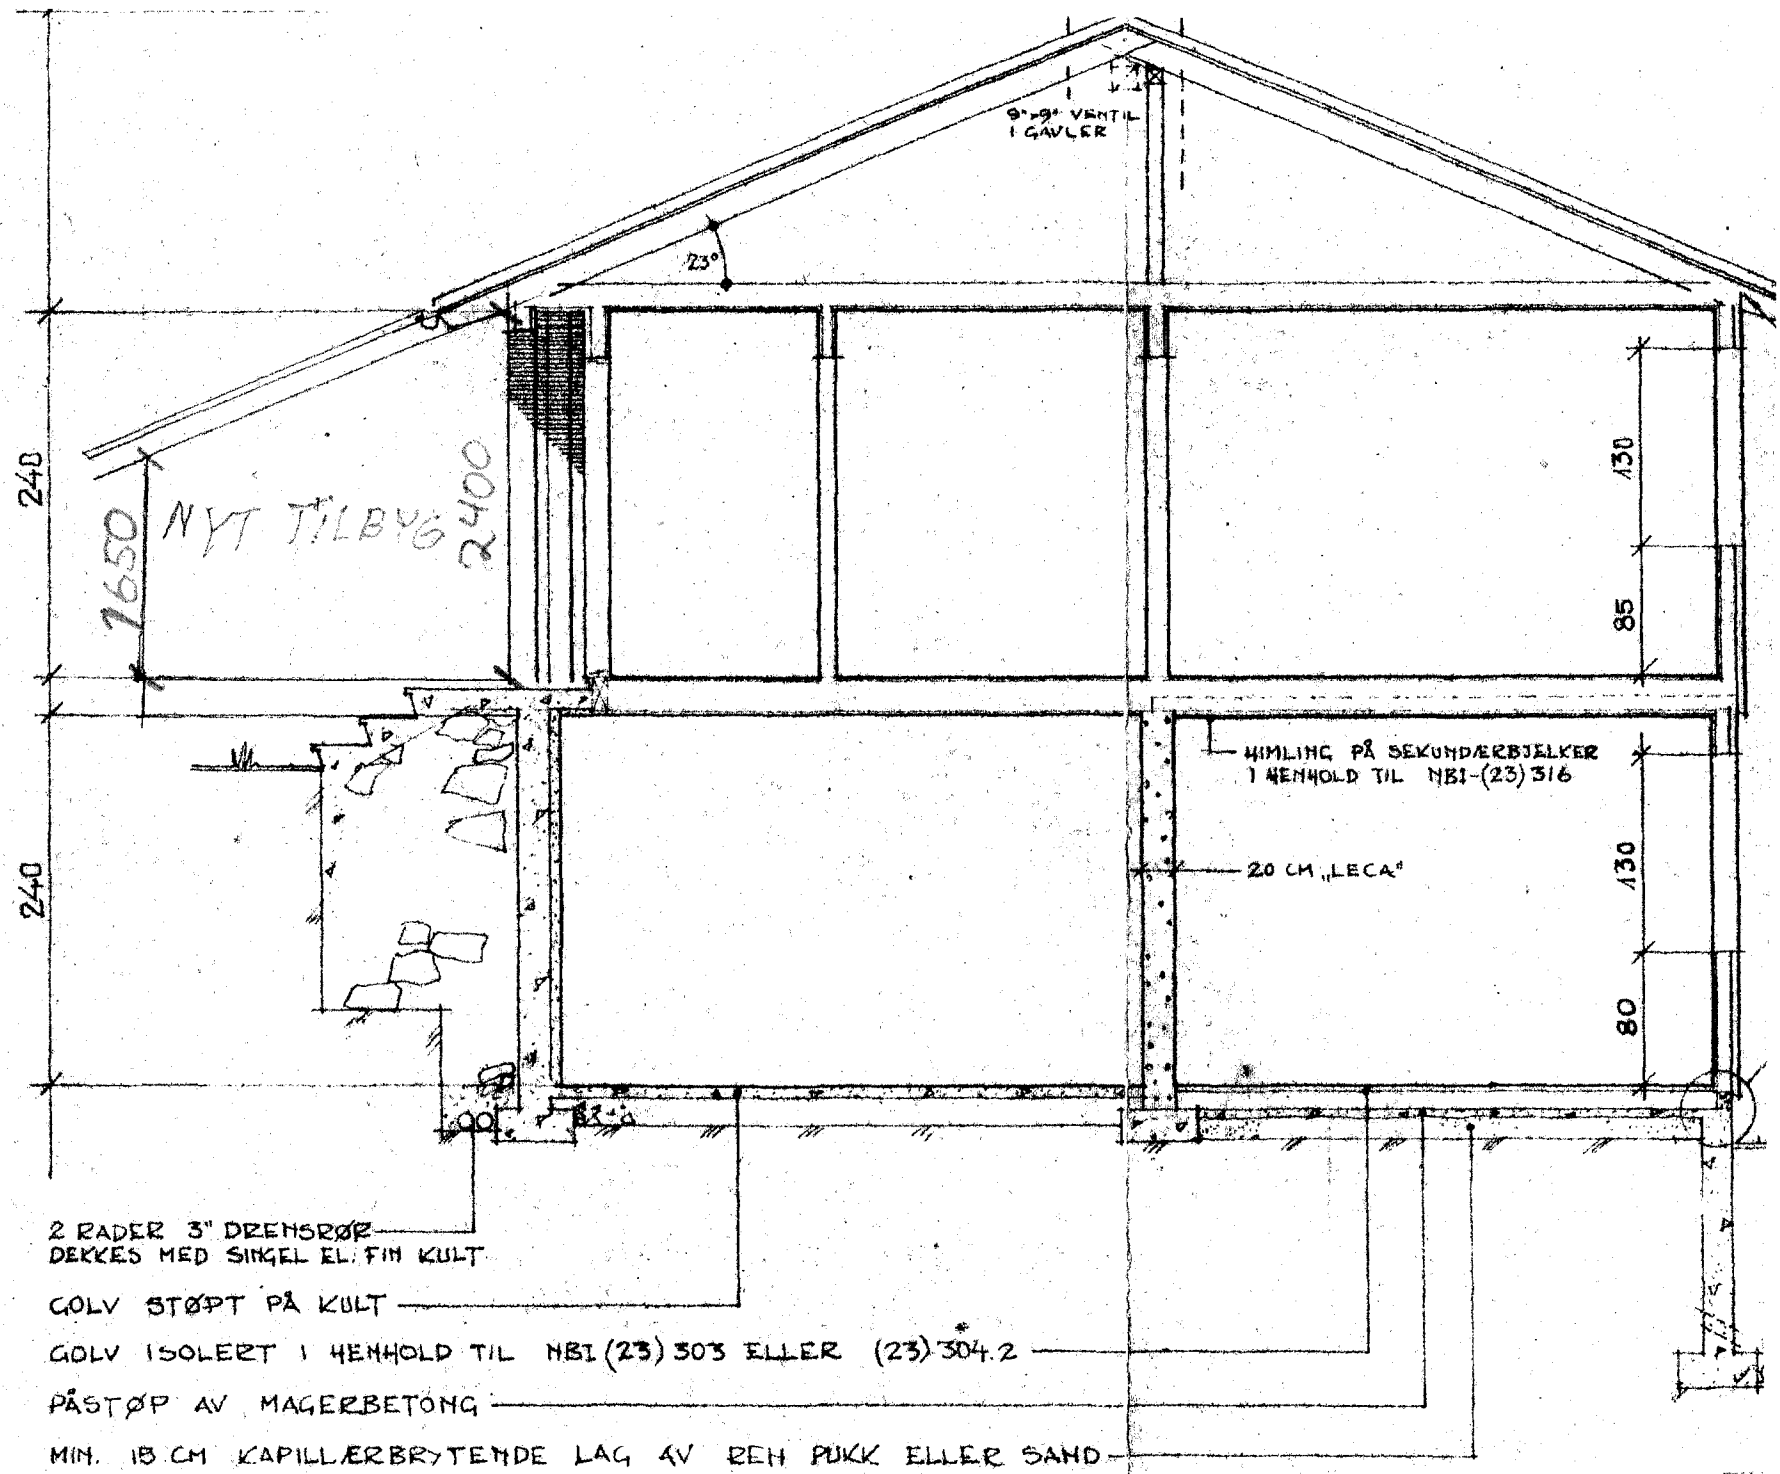 9"×9" VENTIL
I GAVLER
23°
240
130
NYT TILBYG
2400
1650
85
HIMLING PÅ SEKUNDÆRBJELKER
I HENHOLD TIL NBI-(23)316
20 CM „LECA"
130
240
80
2 RADER 3" DRENSRØR
DEKKES MED SINGEL EL. FIN KULT
GOLV STØPT PÅ KULT
GOLV ISOLERT I HENHOLD TIL NBI (23) 303 ELLER (23) 304.2
PÅSTØP AV MAGERBETONG
MIN. 15 CM KAPILLÆRBRYTENDE LAG AV REN PUKK ELLER SAND